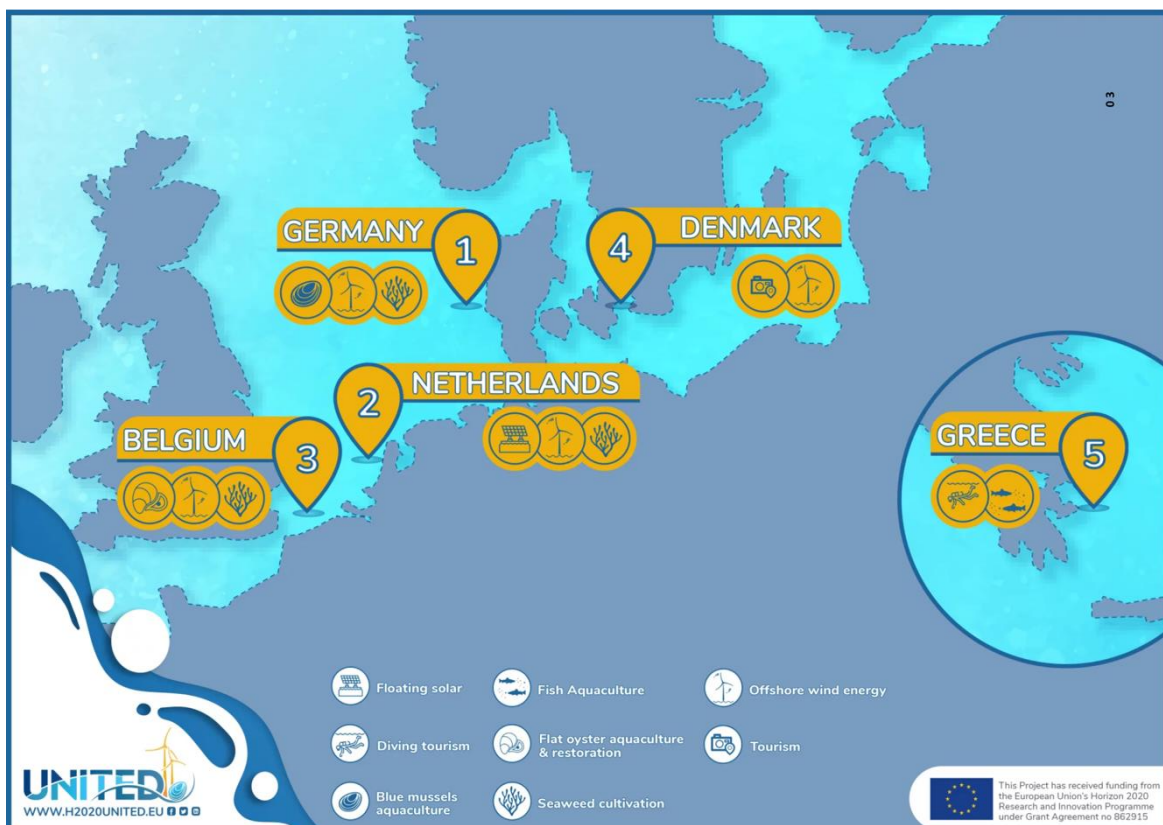 03
GERMANY
1
4
DENMARK
2
NETHERLANDS
BELGIUM
3
GREECE
5
Floating solar
Fish Aquaculture
Offshore wind energy
Diving tourism
Flat oyster aquaculture
& restoration
Tourism
Blue mussels
aquaculture
Seaweed cultivation
UNITED
WWW.H2020UNITED.EU
This Project has received funding from
the European Union's Horizon 2020
Research and Innovation Programme
under Grant Agreement no 862915